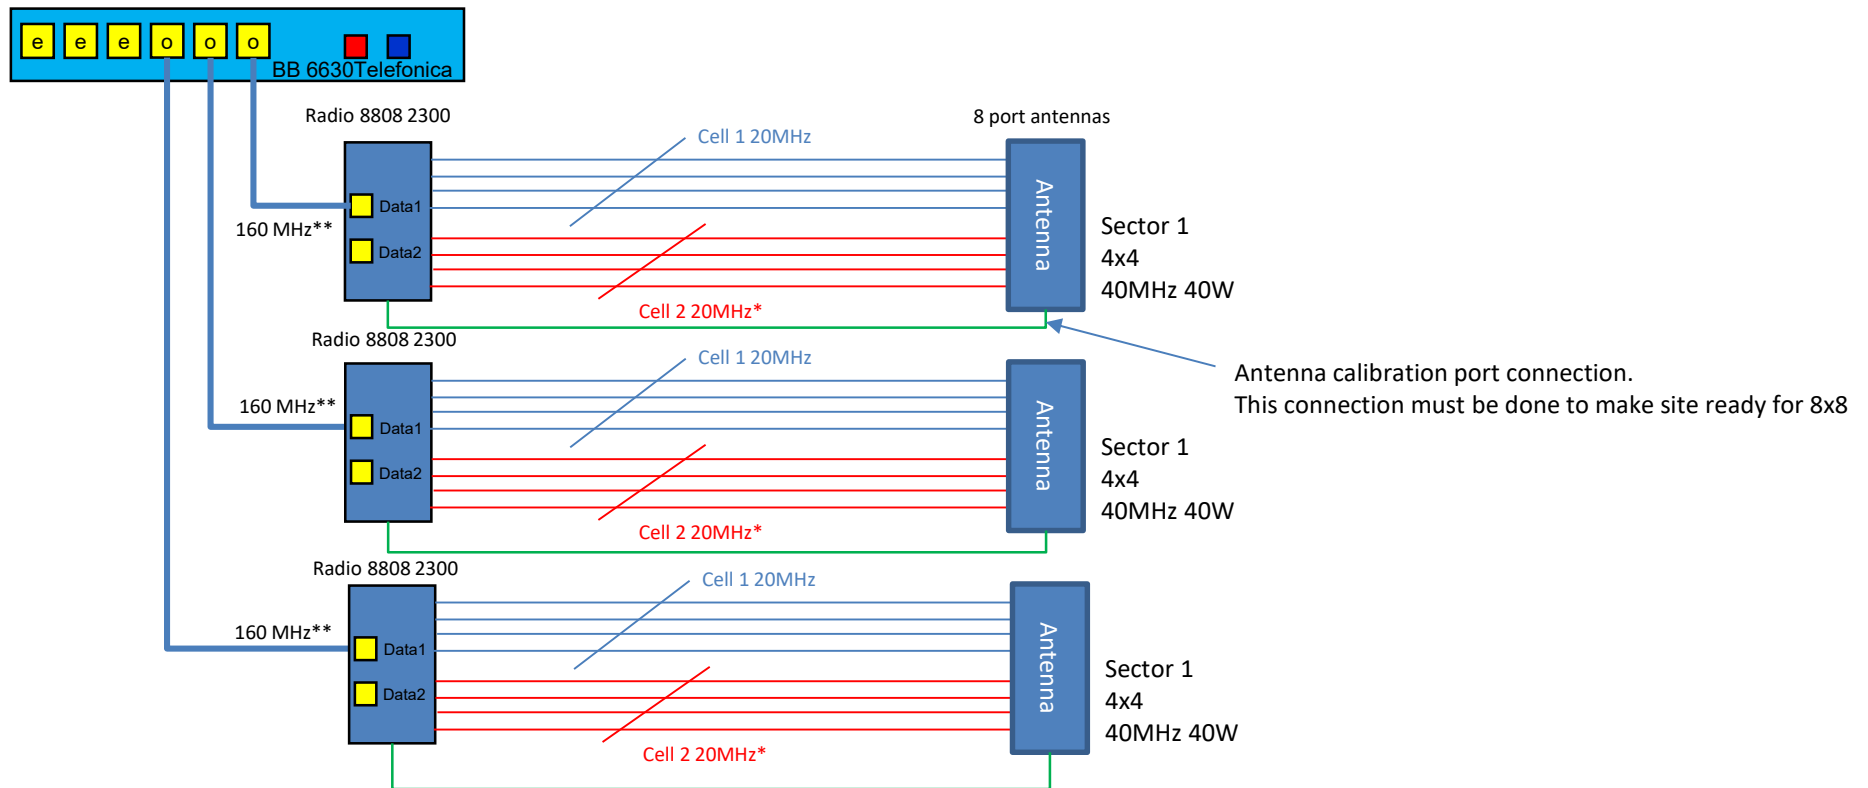 e e e o o o
BB 6630Telefonica
Radio 8808 2300
8 port antennas
Cell 1 20MHz
Data1
160 MHz**
Data2
Antenna
Sector 1
4x4
40MHz 40W
Cell 2 20MHz*
Radio 8808 2300
Cell 1 20MHz
Antenna calibration port connection.
This connection must be done to make site ready for 8x8
160 MHz**
Data1
Data2
Antenna
Sector 1
4x4
40MHz 40W
Cell 2 20MHz*
Radio 8808 2300
Cell 1 20MHz
160 MHz**
Data1
Data2
Antenna
Sector 1
4x4
40MHz 40W
Cell 2 20MHz*